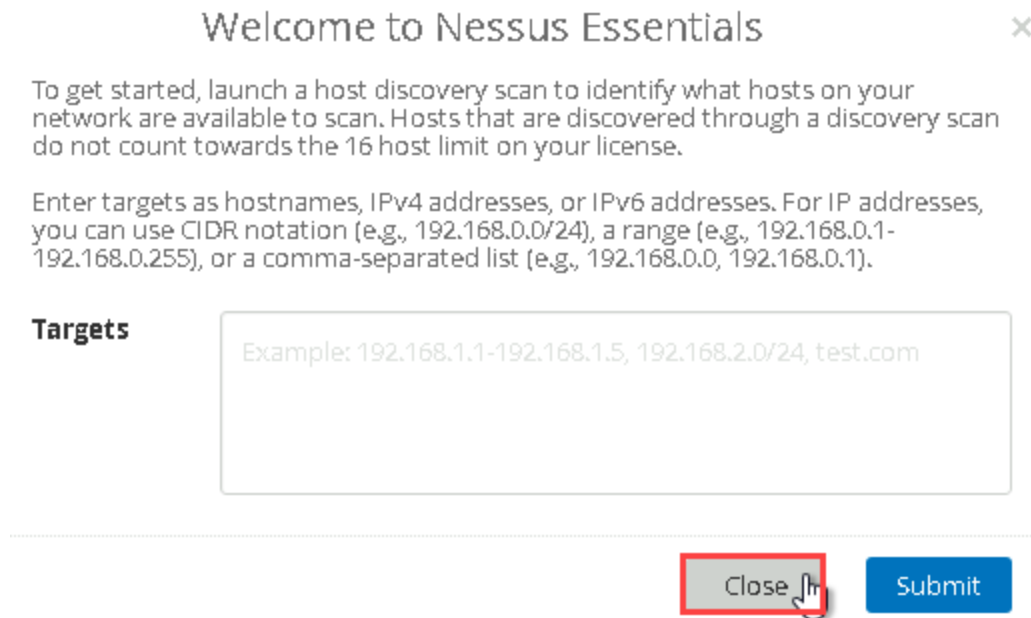 Welcome to Nessus Essentials
×
To get started, launch a host discovery scan to identify what hosts on your
network are available to scan. Hosts that are discovered through a discovery scan
do not count towards the 16 host limit on your license.
Enter targets as hostnames, IPv4 addresses, or IPv6 addresses. For IP addresses,
you can use CIDR notation (e.g., 192.168.0.0/24), a range (e.g., 192.168.0.1-
192.168.0.255), or a comma-separated list (e.g., 192.168.0.0, 192.168.0.1).
Targets
Example: 192.168.1.1-192.168.1.5, 192.168.2.0/24, test.com
Close
Submit